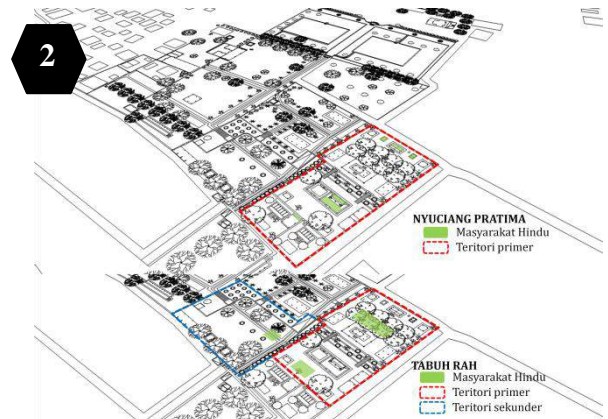 2
NYUCIANG PRATIMA
Masyarakat Hindu
Teritori primer
TABUH RAH
Masyarakat Hindu
Teritori primer
Teritori sekunder